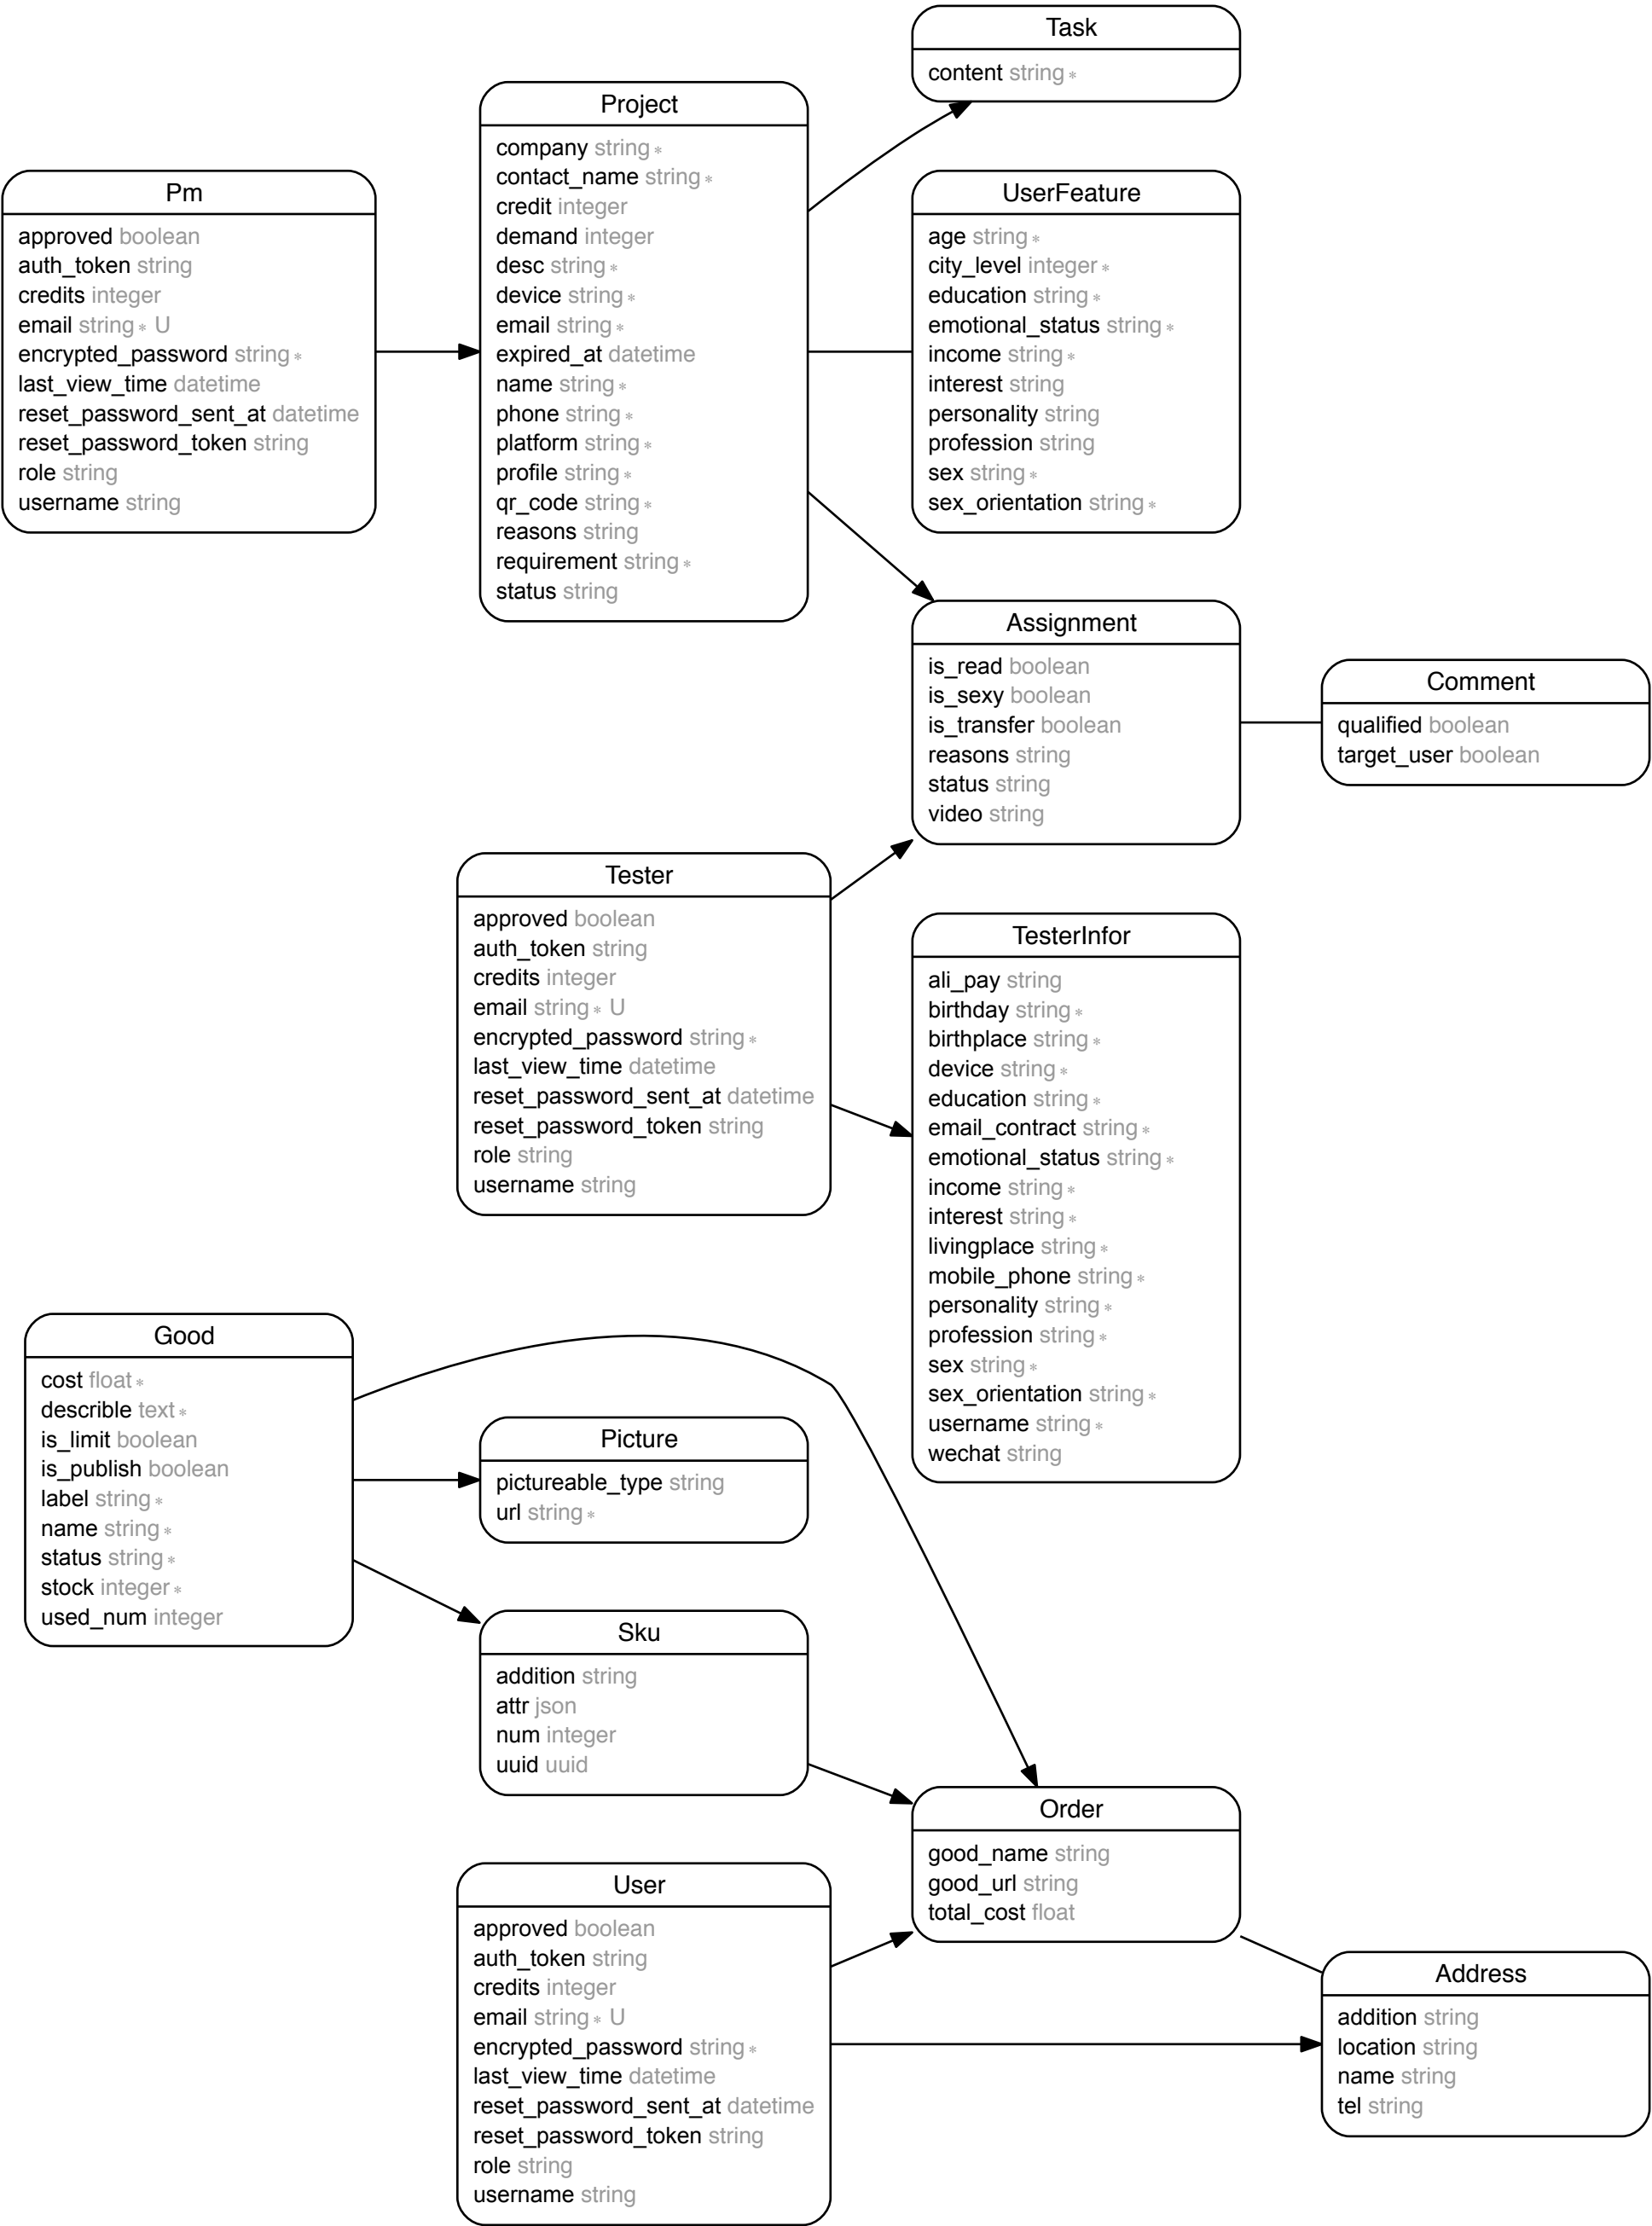 Task
content string *
Project
company string *
contact_name string *
credit integer
demand integer
desc string *
device string *
email string *
expired_at datetime
name string *
phone string *
platform string *
profile string *
qr_code string *
reasons string
requirement string *
status string
Pm
approved boolean
auth_token string
credits integer
email string * U
encrypted_password string *
last_view_time datetime
reset_password_sent_at datetime
reset_password_token string
role string
username string
UserFeature
age string *
city_level integer *
education string *
emotional_status string *
income string *
interest string
personality string
profession string
sex string *
sex_orientation string *
Assignment
is_read boolean
is_sexy boolean
is_transfer boolean
reasons string
status string
video string
Comment
qualified boolean
target_user boolean
Tester
approved boolean
auth_token string
credits integer
email string * U
encrypted_password string *
last_view_time datetime
reset_password_sent_at datetime
reset_password_token string
role string
username string
TesterInfor
ali_pay string
birthday string *
birthplace string *
device string *
education string *
email_contract string *
emotional_status string *
income string *
interest string *
livingplace string *
mobile_phone string *
personality string *
profession string *
sex string *
sex_orientation string *
username string *
wechat string
Good
cost float *
describle text *
is_limit boolean
is_publish boolean
label string *
name string *
status string *
stock integer *
used_num integer
Picture
pictureable_type string
url string *
Sku
addition string
attr json
num integer
uuid uuid
Order
good_name string
good_url string
total_cost float
User
approved boolean
auth_token string
credits integer
email string * U
encrypted_password string *
last_view_time datetime
reset_password_sent_at datetime
reset_password_token string
role string
username string
Address
addition string
location string
name string
tel string